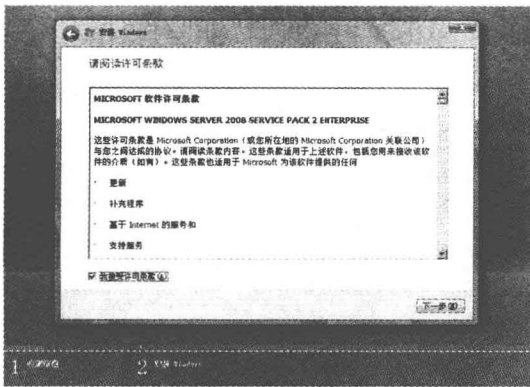 安装 Windows
请阅读许可条款
MICROSOFT 软件许可条款
MICROSOFT WINDOWS SERVER 2008 SERVICE PACK 2 ENTERPRISE
这些许可条款是 Microsoft Corporation（或您所在地的 Microsoft Corporation 关联公司）
与您之间达成的协议。请阅读条款内容。这些条款适用于上述软件，包括您用来接收该软
件的介质（如有）。这些条款也适用于 Microsoft 为该软件提供的任何
· 更新
· 补充程序
· 基于 Internet 的服务和
· 支持服务
我接受许可条款(A)
下一步(N)
1
2 安装 Windows